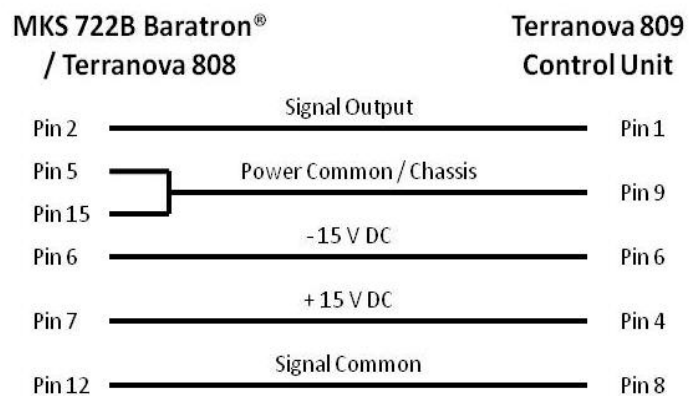 MKS 722B Baratron® Terranova 809
/ Terranova 808 Control Unit
Signal Output
Pin 2 Pin 1
Pin 5 Power Common / Chassis
Pin 9
Pin 15
-15 V DC
Pin 6 Pin 6
+15 V DC
Pin 7 Pin 4
Signal Common
Pin 12 Pin 8